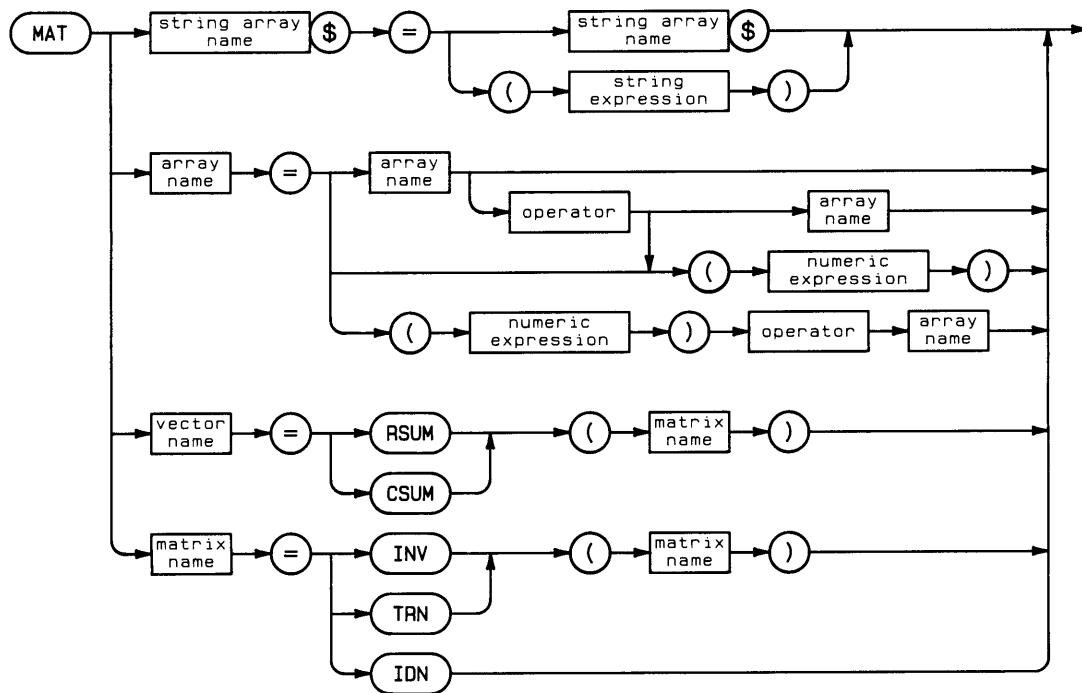 MAT string array name $ = string array name $
( string expression )
array name = array name
operator array name
( numeric expression )
( numeric expression ) operator array name
vector name = RSUM ( matrix name )
CSUM
matrix name = INV ( matrix name )
TRN
IDN